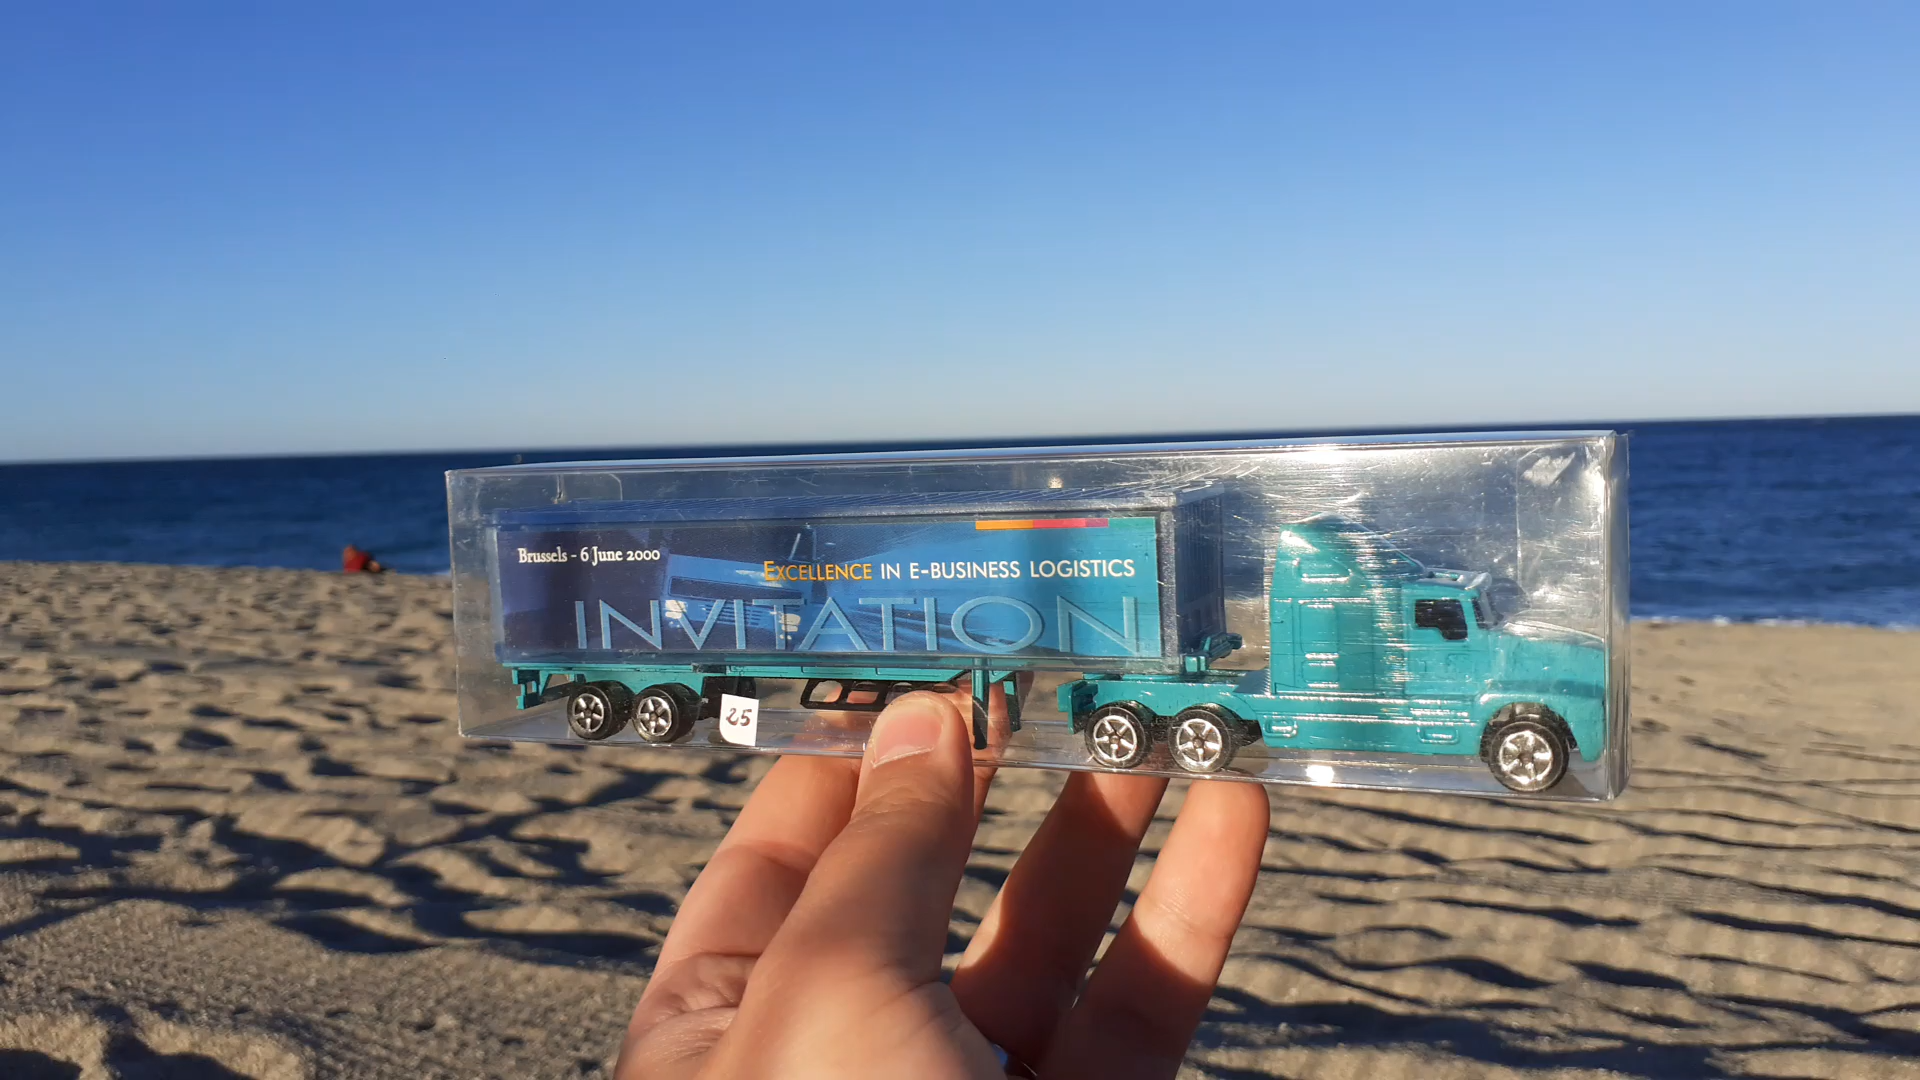 Brussels - 6 June 2000
EXCELLENCE IN E-BUSINESS LOGISTICS
INVITATION
25